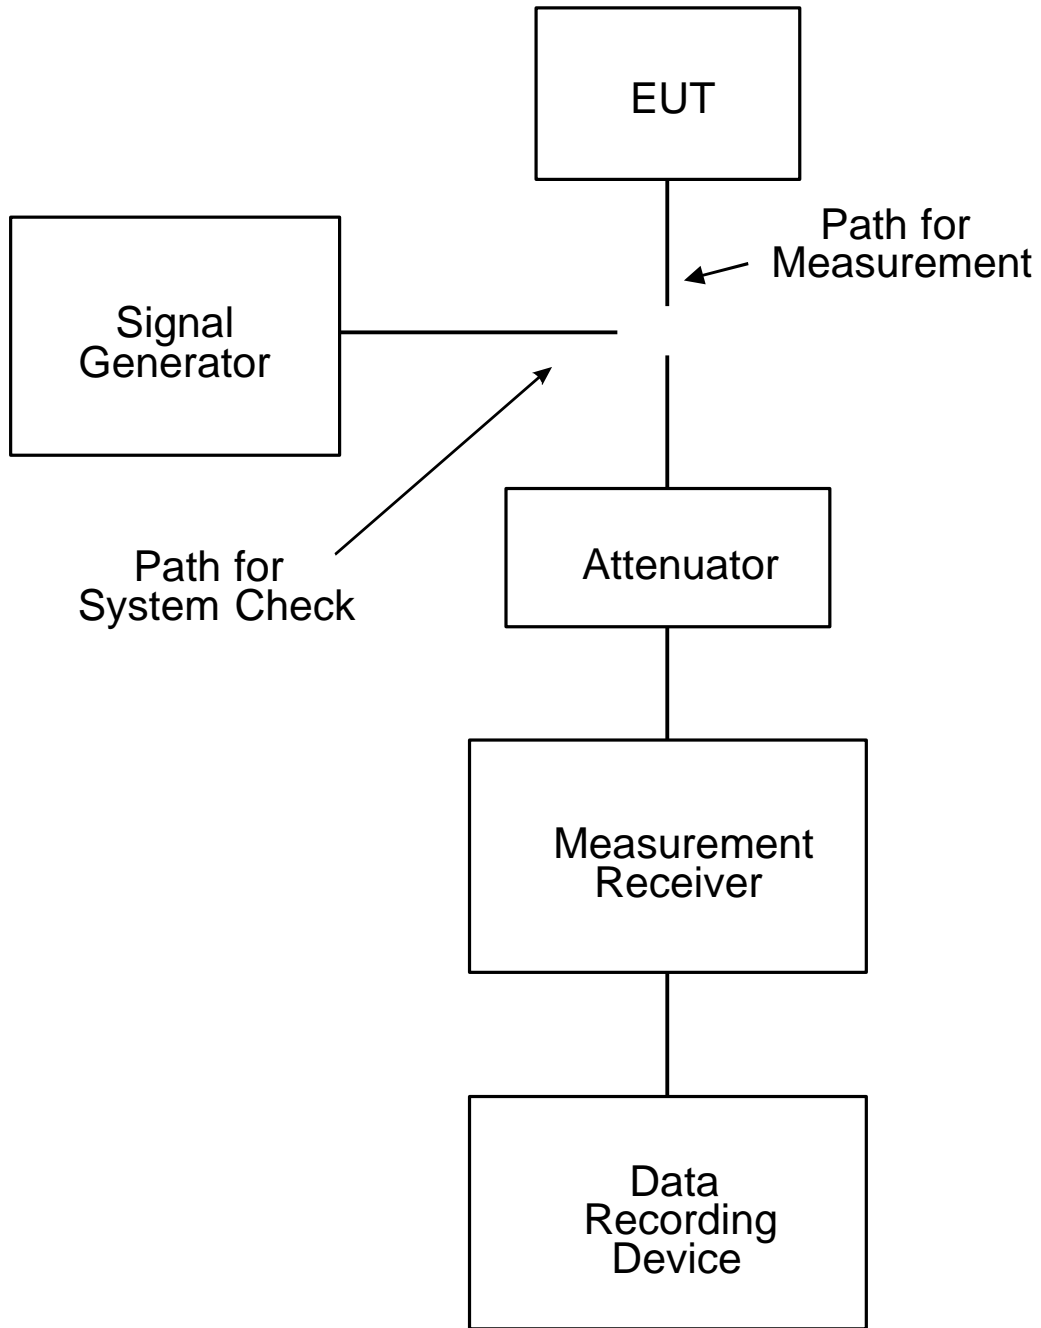 EUT
Path for
Measurement
Signal
Generator
Path for
System Check
Attenuator
Measurement
Receiver
Data
Recording
Device